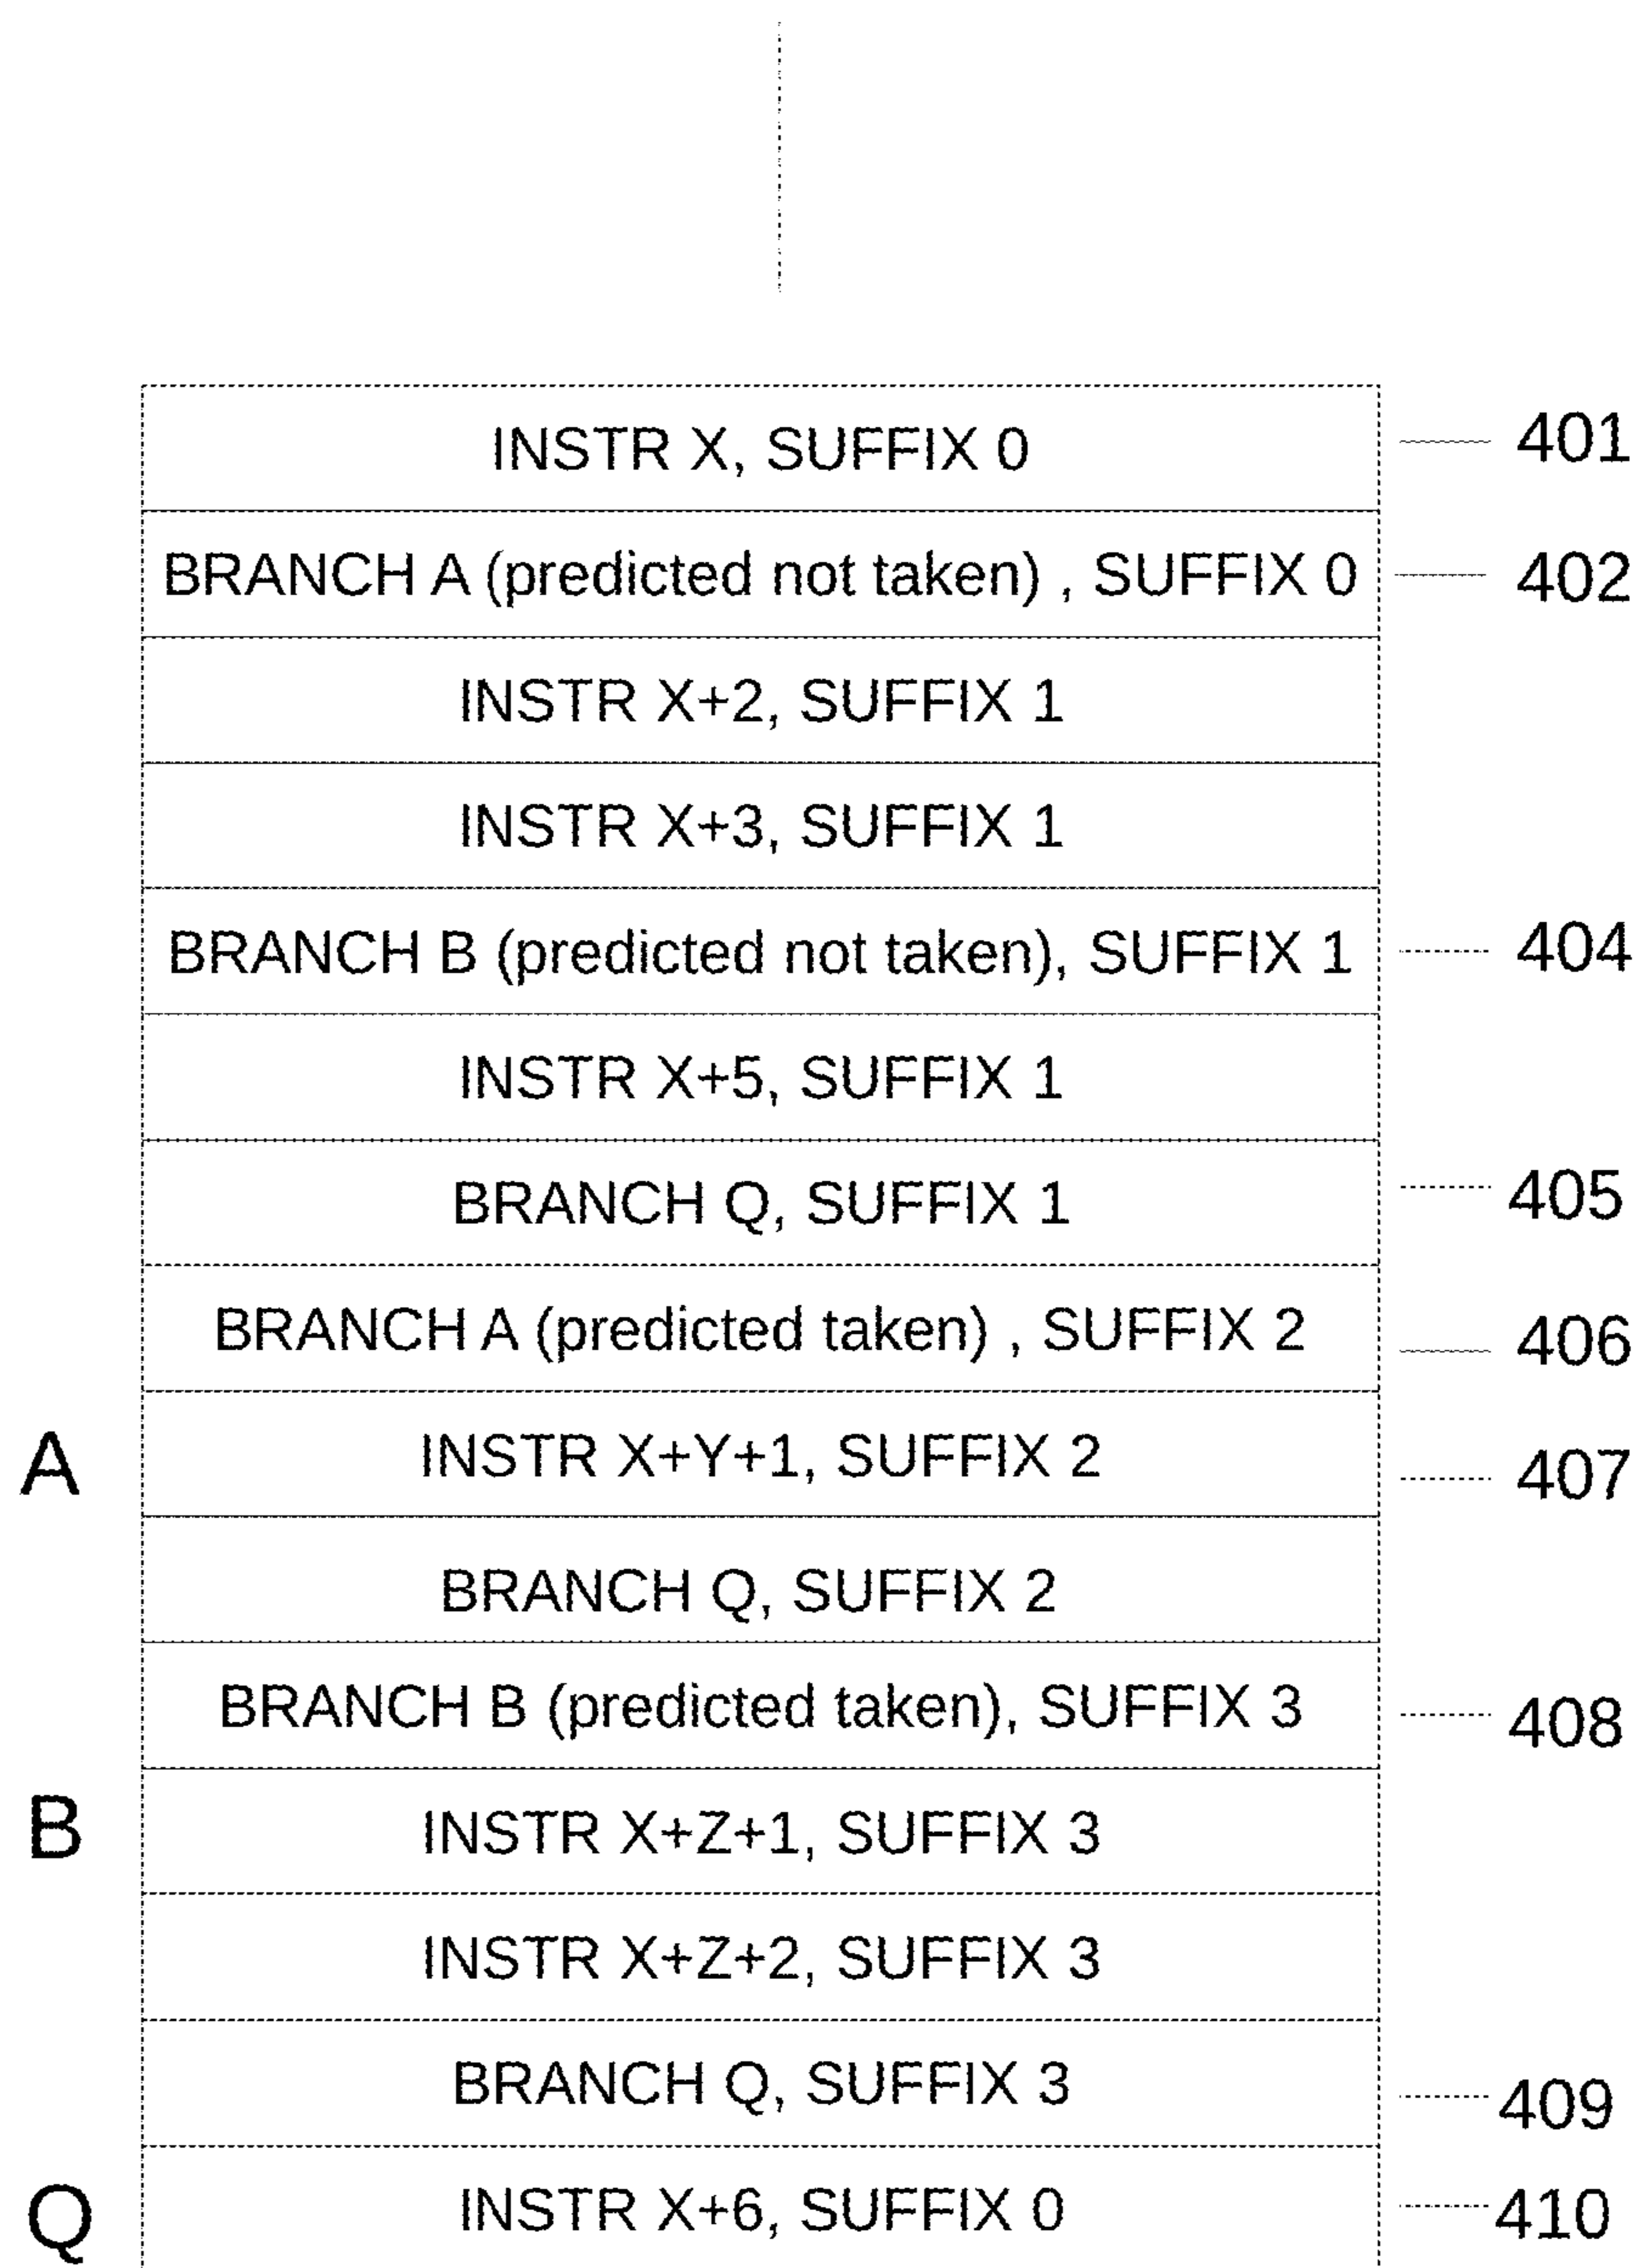 INSTR X, SUFFIX 0 401
BRANCH A (predicted not taken) , SUFFIX 0 402
INSTR X+2, SUFFIX 1
INSTR X+3, SUFFIX 1
BRANCH B (predicted not taken), SUFFIX 1 404
INSTR X+5, SUFFIX 1
BRANCH Q, SUFFIX 1 405
BRANCH A (predicted taken) , SUFFIX 2 406
A INSTR X+Y+1, SUFFIX 2 407
BRANCH Q, SUFFIX 2
BRANCH B (predicted taken), SUFFIX 3 408
B INSTR X+Z+1, SUFFIX 3
INSTR X+Z+2, SUFFIX 3
BRANCH Q, SUFFIX 3 409
Q INSTR X+6, SUFFIX 0 410